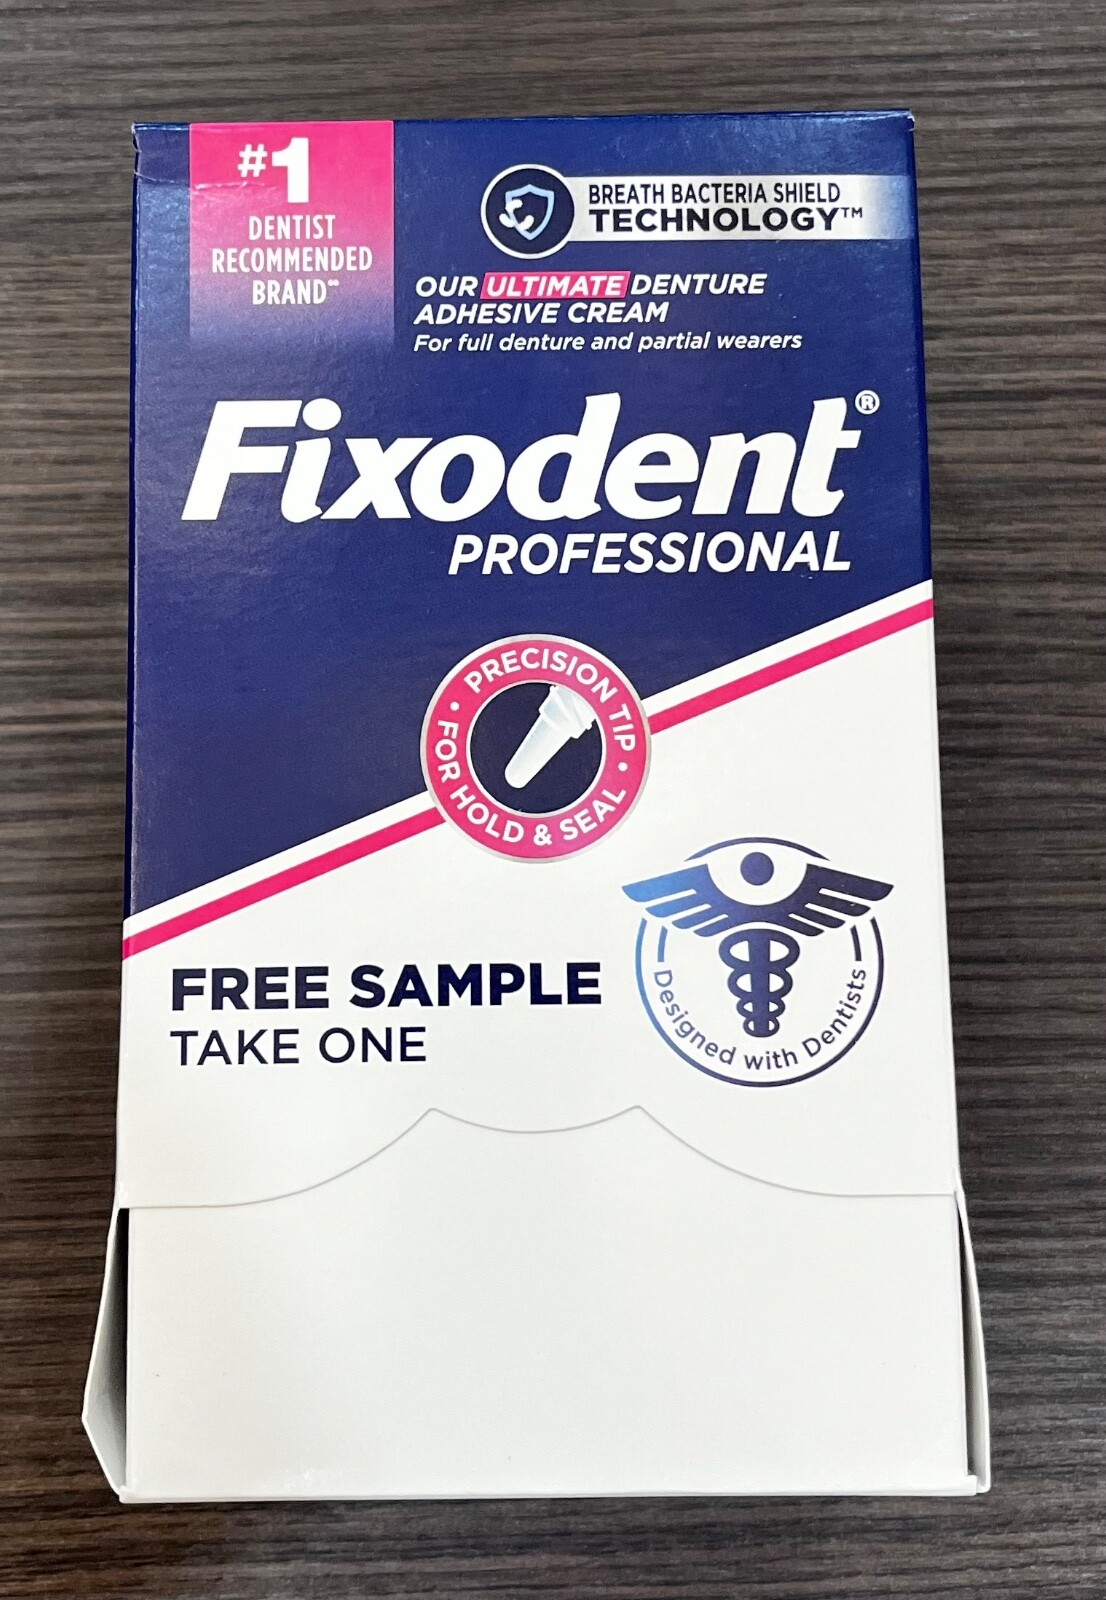 #1
DENTIST
RECOMMENDED
BRAND**
BREATH BACTERIA SHIELD
TECHNOLOGY™
OUR ULTIMATE DENTURE
ADHESIVE CREAM
For full denture and partial wearers
Fixodent®
PROFESSIONAL
• PRECISION TIP •
FOR HOLD & SEAL
FREE SAMPLE
TAKE ONE
Designed with Dentists